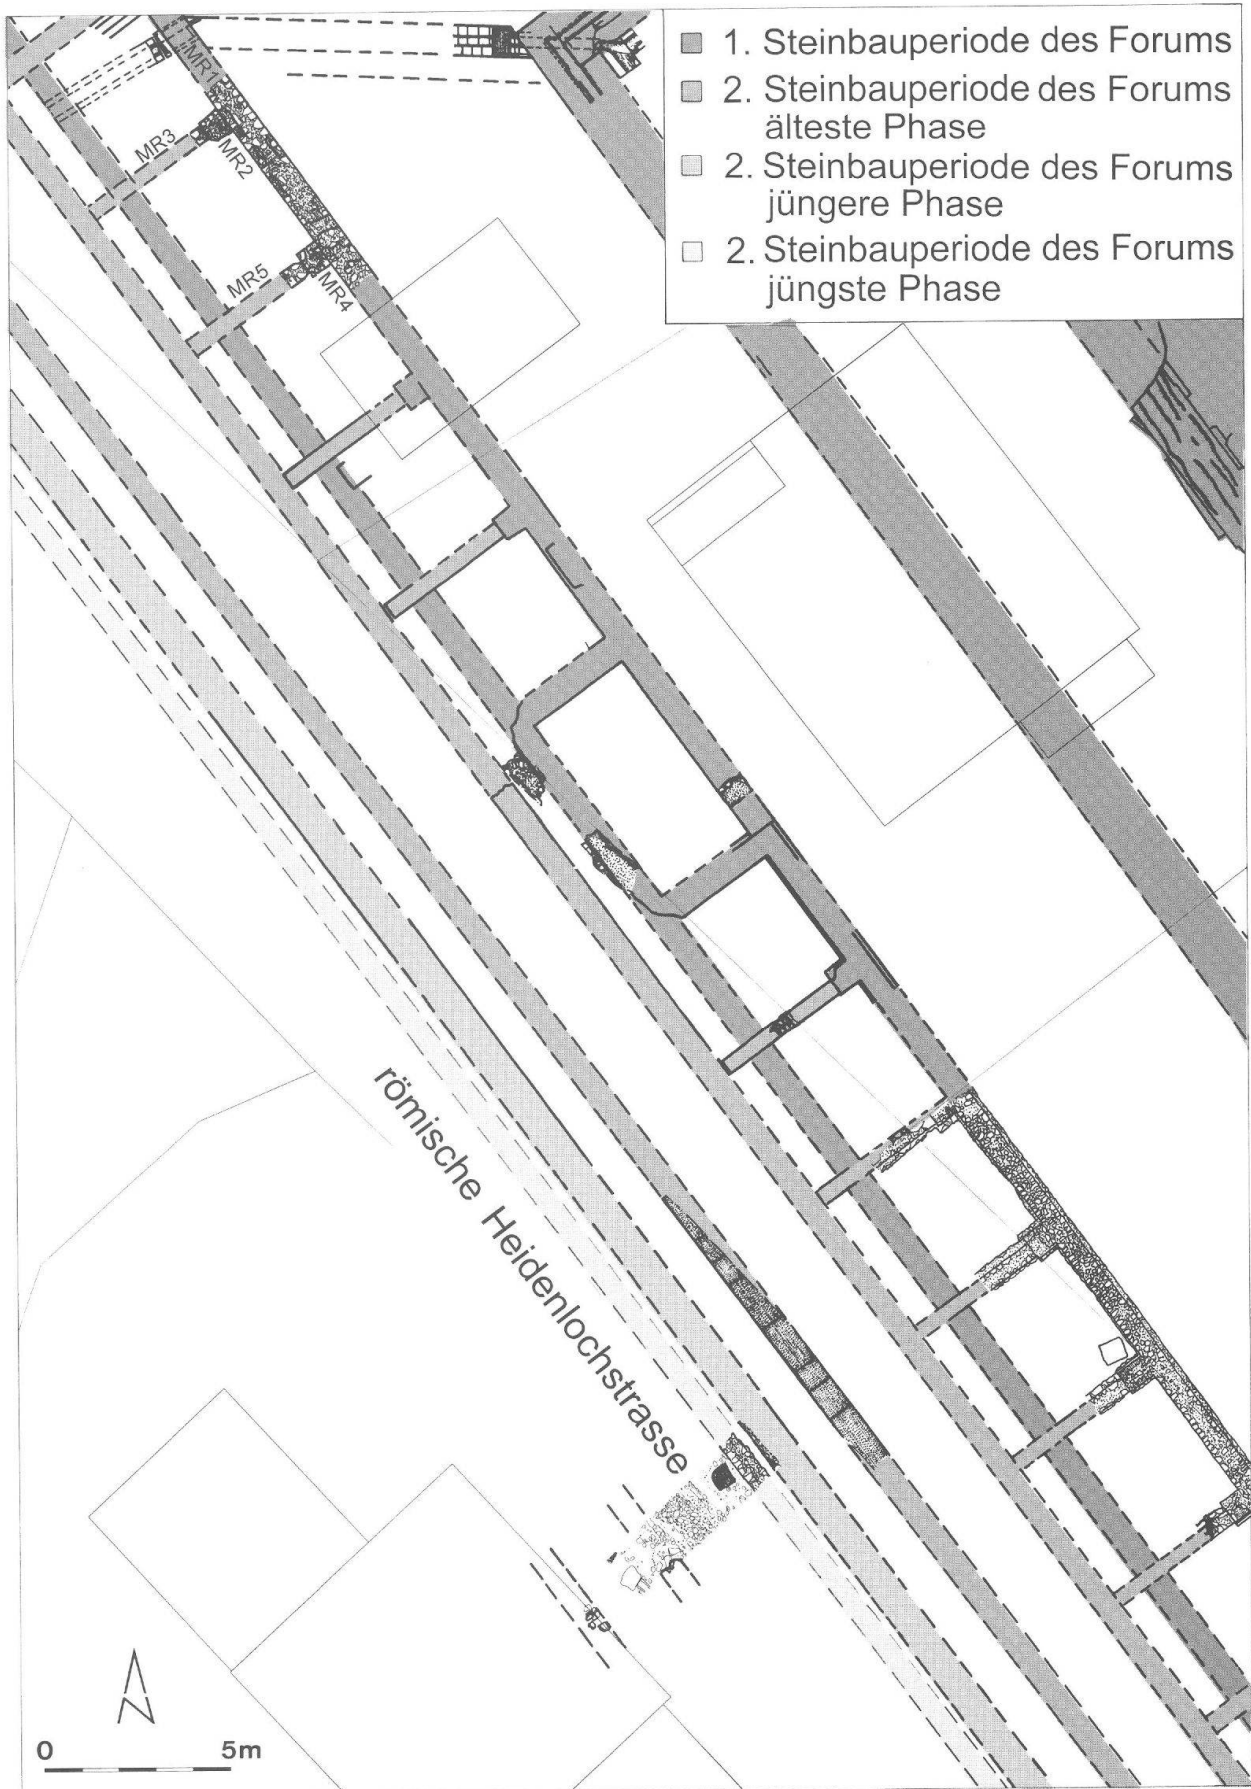 1. Steinbauperiode des Forums
2. Steinbauperiode des Forums
älteste Phase
2. Steinbauperiode des Forums
jüngere Phase
2. Steinbauperiode des Forums
jüngste Phase
MR1
MR3
MR2
MR5
MR4
römische Heidenlochstrasse
0 5m